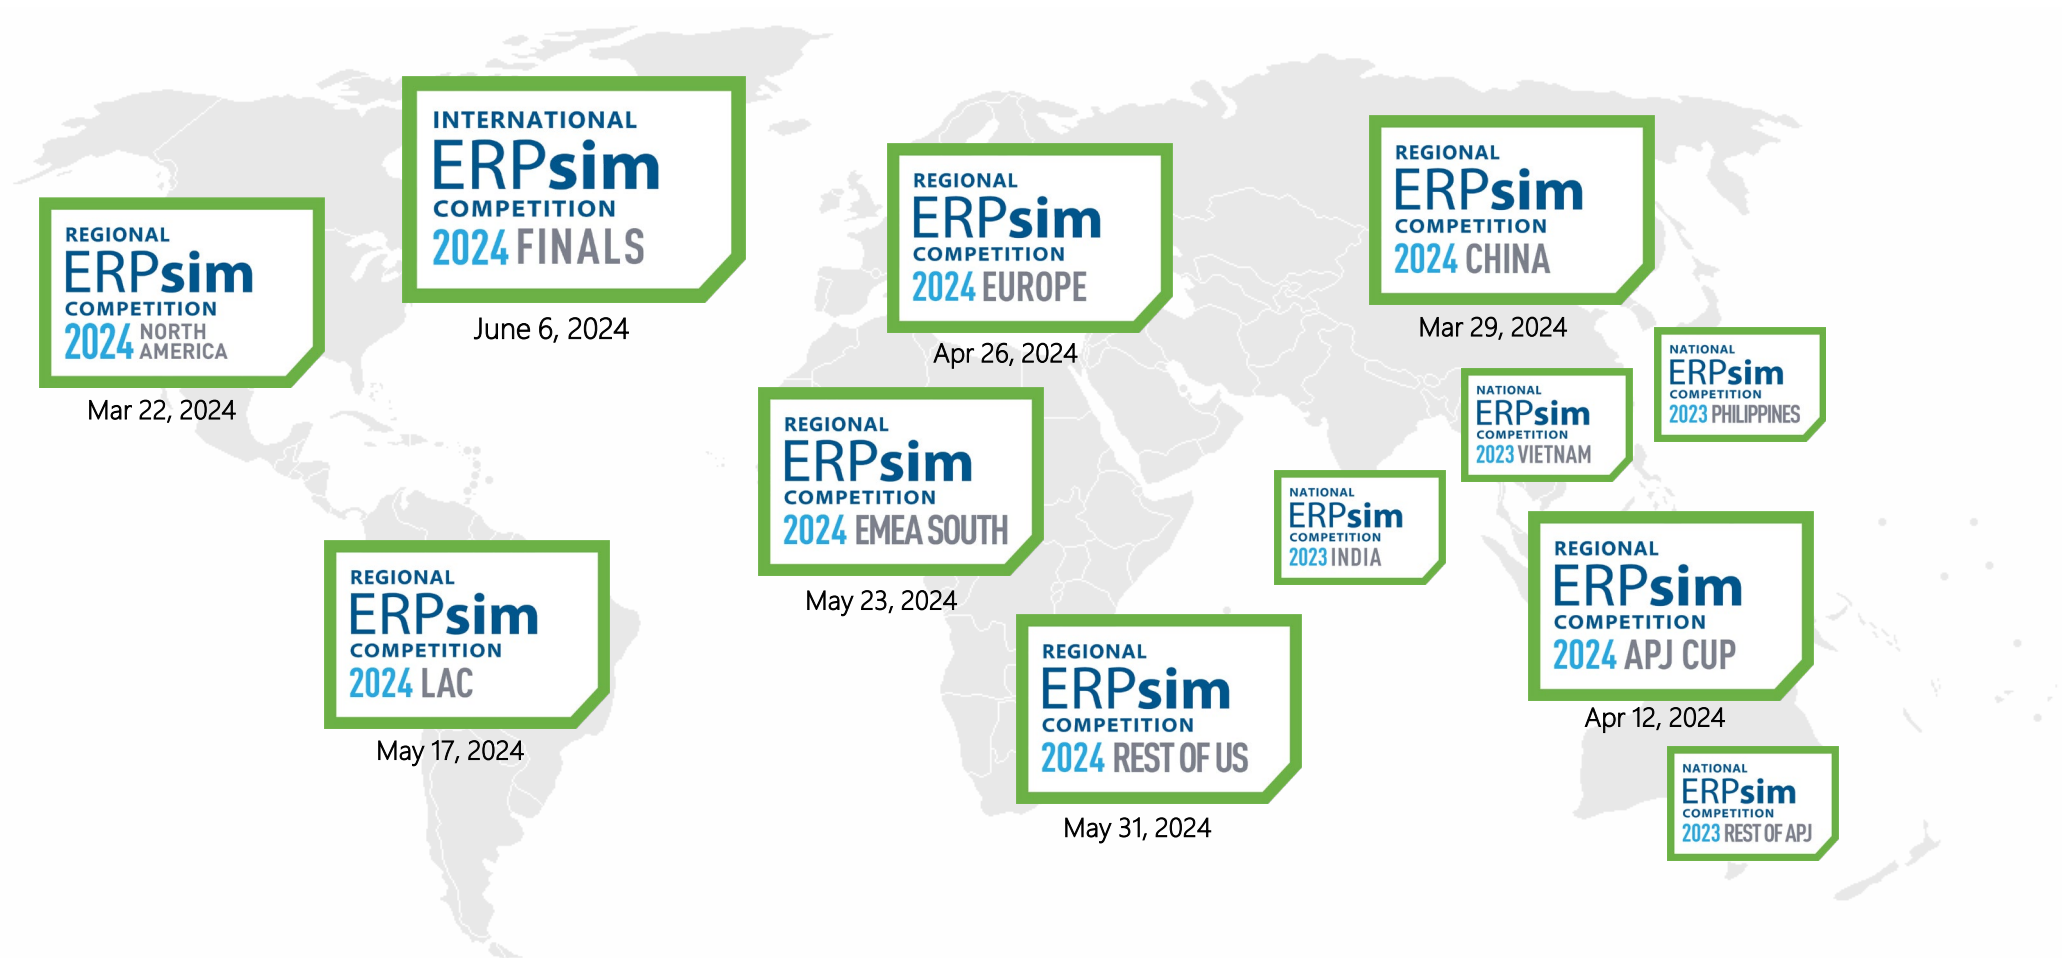 INTERNATIONAL
ERPsim
COMPETITION
2024 FINALS
June 6, 2024
REGIONAL
ERPsim
COMPETITION
2024 NORTH
AMERICA
Mar 22, 2024
REGIONAL
ERPsim
COMPETITION
2024 EUROPE
Apr 26, 2024
REGIONAL
ERPsim
COMPETITION
2024 CHINA
Mar 29, 2024
NATIONAL
ERPsim
COMPETITION
2023 PHILIPPINES
NATIONAL
ERPsim
COMPETITION
2023 VIETNAM
REGIONAL
ERPsim
COMPETITION
2024 EMEA SOUTH
May 23, 2024
NATIONAL
ERPsim
COMPETITION
2023 INDIA
REGIONAL
ERPsim
COMPETITION
2024 APJ CUP
Apr 12, 2024
REGIONAL
ERPsim
COMPETITION
2024 LAC
May 17, 2024
REGIONAL
ERPsim
COMPETITION
2024 REST OF US
May 31, 2024
NATIONAL
ERPsim
COMPETITION
2023 REST OF APJ